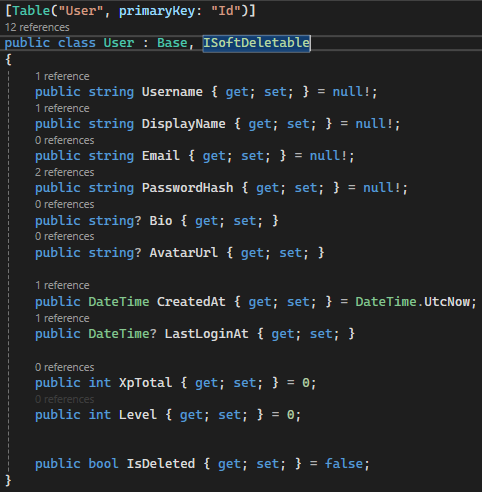 [Table("User", primaryKey: "Id")]
12 references
public class User : Base, ISoftDeletable
{
1 reference
public string Username { get; set; } = null!;
1 reference
public string DisplayName { get; set; } = null!;
0 references
public string Email { get; set; } = null!;
2 references
public string PasswordHash { get; set; } = null!;
0 references
public string? Bio { get; set; }
0 references
public string? AvatarUrl { get; set; }
1 reference
public DateTime CreatedAt { get; set; } = DateTime.UtcNow;
1 reference
public DateTime? LastLoginAt { get; set; }
0 references
public int XpTotal { get; set; } = 0;
0 references
public int Level { get; set; } = 0;
public bool IsDeleted { get; set; } = false;
}